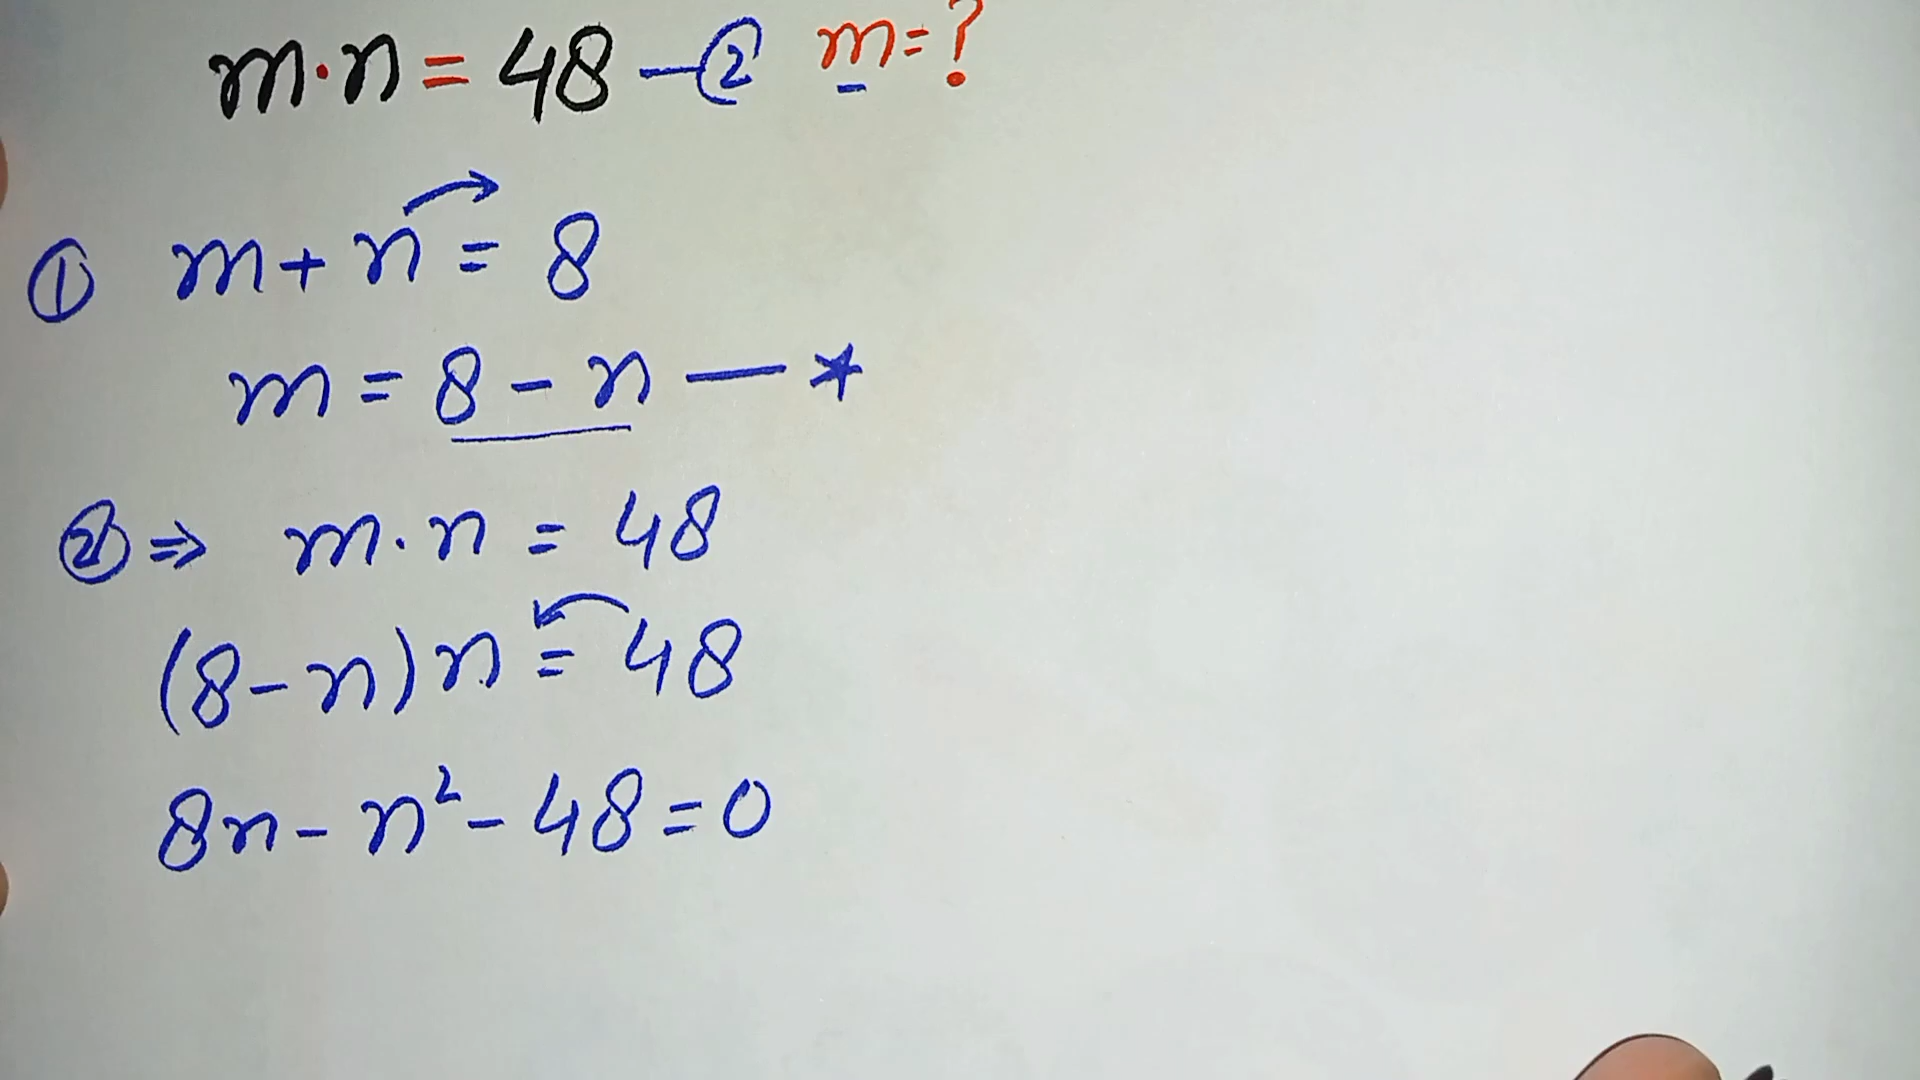 m·n = 48 —② m=?
① m+n = 8
m = 8 - n — *
② ⇒ m·n = 48
(8-n)n = 48
8n - n² - 48 = 0